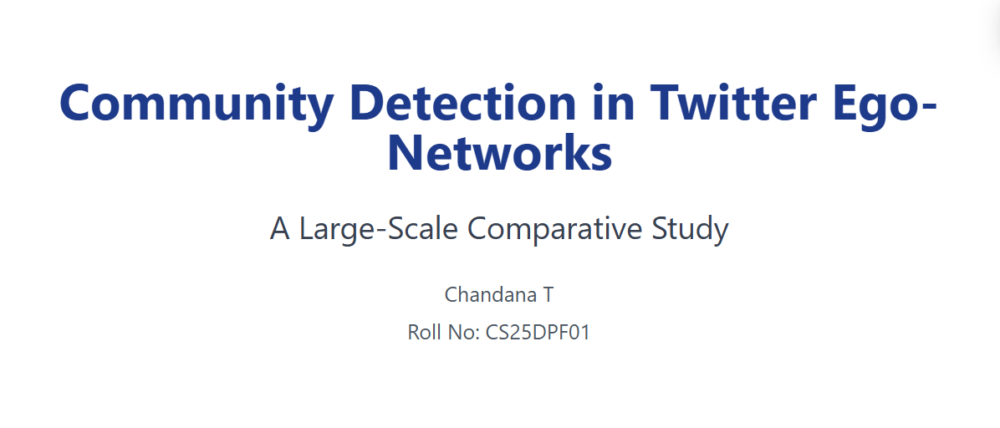 Community Detection in Twitter Ego-
Networks
A Large-Scale Comparative Study
Chandana T
Roll No: CS25DPF01